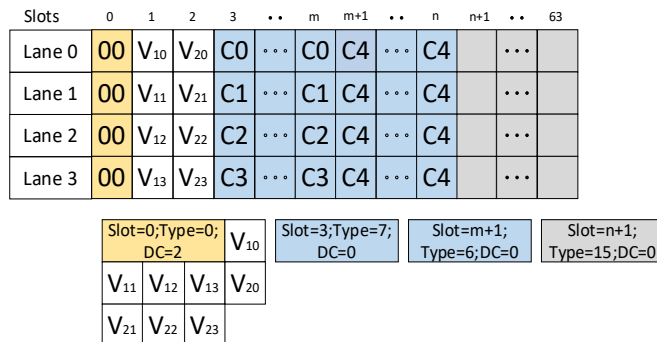 Slots 0 1 2 3 •• m m+1 •• n n+1 •• 63
Lane 0 00 V10 V20 C0 ··· C0 C4 ··· C4 ···
Lane 1 00 V11 V21 C1 ··· C1 C4 ··· C4 ···
Lane 2 00 V12 V22 C2 ··· C2 C4 ··· C4 ···
Lane 3 00 V13 V23 C3 ··· C3 C4 ··· C4 ···
Slot=0;Type=0; V10 Slot=3;Type=7; Slot=m+1; Slot=n+1;
DC=2 DC=0 Type=6;DC=0 Type=15;DC=0
V11 V12 V13 V20
V21 V22 V23